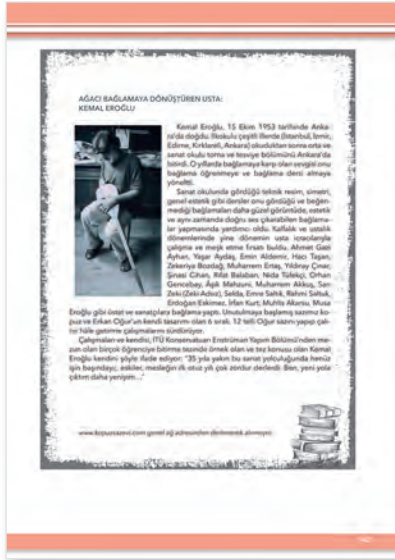 AĞACI BAĞLAMAYA DÖNÜŞTÜREN USTA:
KEMAL EROĞLU
Kemal Eroğlu, 15 Ekim 1953 tarihinde Anka-
ra'da doğdu. İlkokulu çeşitli illerde (İstanbul, İzmir,
Edirne, Kırklareli, Ankara) okuduktan sonra orta ve
sanat okulu torna ve tesviye bölümünü Ankara'da
bitirdi. O yıllarda bağlamaya karşı olan sevgisi onu
bağlama öğrenmeye ve bağlama dersi almaya
yöneltti.
Sanat okulunda gördüğü teknik resim, simetri,
genel estetik gibi dersler onu gördüğü ve beğen-
mediği bağlamaları daha güzel görüntüde, estetik
ve aynı zamanda doğru ses çıkarabilen bağlama-
lar yapmasında yardımcı oldu. Kalfalık ve ustalık
dönemlerinde yine dönemin usta icracılarıyla
çalışma ve meşk etme fırsatı buldu. Ahmet Gazi
Ayhan, Yaşar Aydaş, Emin Aldemir, Hacı Taşan,
Zekeriya Bozdağ, Muharrem Ertaş, Yıldıray Çınar,
Şinasi Cihan, Rıfat Balaban, Nida Tüfekçi, Orhan
Gencebay, Âşık Mahzuni, Muharrem Akkuş, Sarı
Zeki (Zeki Adsız), Selda, Emre Saltık, Rahmi Saltuk,
Erdoğan Eskimez, İrfan Kurt, Muhlis Akarsu, Musa
Eroğlu gibi üstat ve sanatçılara bağlama yaptı. Unutulmaya başlamış sazımız ko-
puz ve Erkan Oğur'un kendi tasarımı olan 6 sıralı, 12 telli Oğur sazını yapıp çalı-
nır hâle getirme çalışmalarını sürdürüyor.
Çalışmaları ve kendisi, İTÜ Konservatuarı Enstrüman Yapım Bölümü'nden me-
zun olan birçok öğrenciye bitirme tezinde örnek olan ve tez konusu olan Kemal
Eroğlu kendini şöyle ifade ediyor: "35 yıla yakın bu sanat yolculuğunda henüz
işin başındayız, eskiler, mesleğin ilk otuz yılı çok zordur derlerdi. Ben, yeni yola
çıktım daha yeniyim..."
www.kopuzsazevi.com genel ağ adresinden derlenerek alınmıştır.